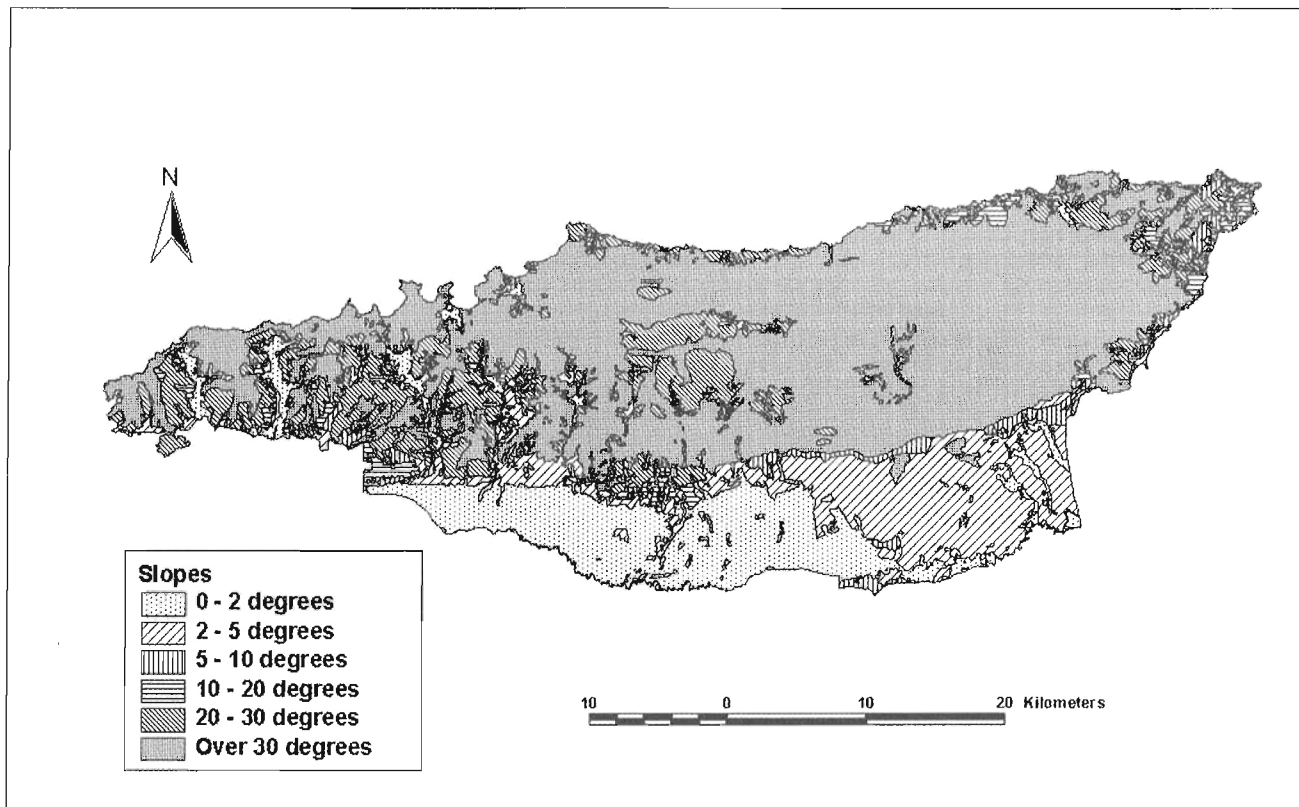 N
Slopes
0 - 2 degrees
2 - 5 degrees
5 - 10 degrees
10 - 20 degrees
20 - 30 degrees
Over 30 degrees
10 0 10 20 Kilometers